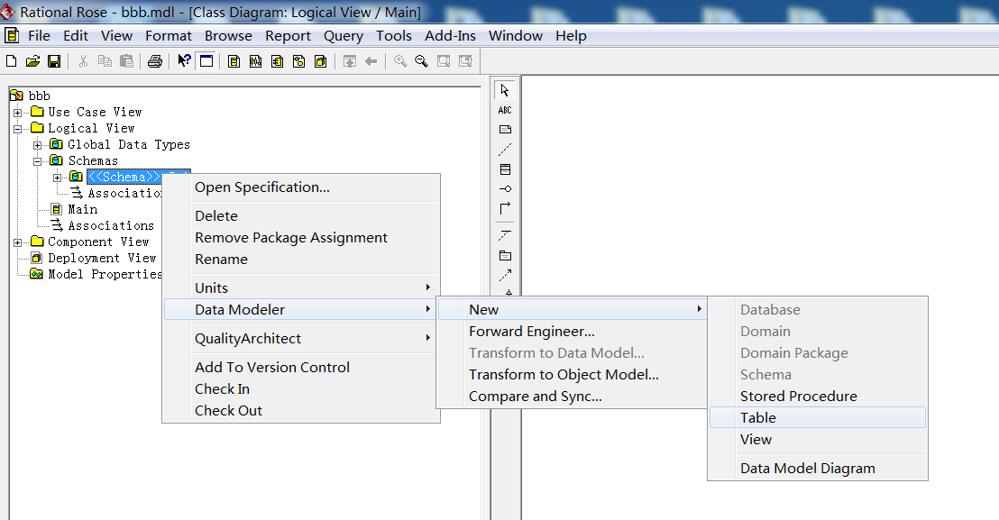 Rational Rose - bbb.mdl - [Class Diagram: Logical View / Main]
File Edit View Format Browse Report Query Tools Add-Ins Window Help
bbb
Use Case View
Logical View
Global Data Types
Schemas
<<Schema>>
Main
Associations
Component View
Deployment View
Model Properties
ABC
Open Specification...
Delete
Remove Package Assignment
Rename
Units
Data Modeler
QualityArchitect
Add To Version Control
Check In
Check Out
New
Forward Engineer...
Transform to Data Model...
Transform to Object Model...
Compare and Sync...
Database
Domain
Domain Package
Schema
Stored Procedure
Table
View
Data Model Diagram